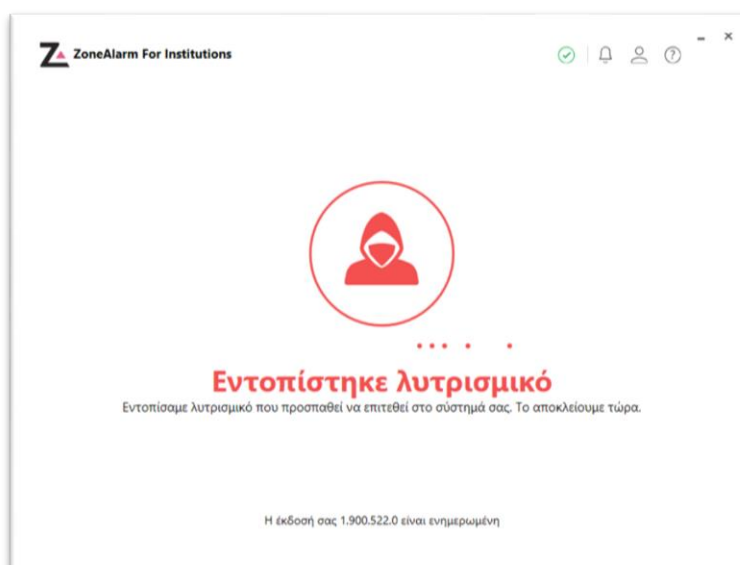 ZoneAlarm For Institutions
Εντοπίστηκε λυτρισμικό
Εντοπίσαμε λυτρισμικό που προσπαθεί να επιτεθεί στο σύστημά σας. Το αποκλείουμε τώρα.
Η έκδοσή σας 1.900.522.0 είναι ενημερωμένη